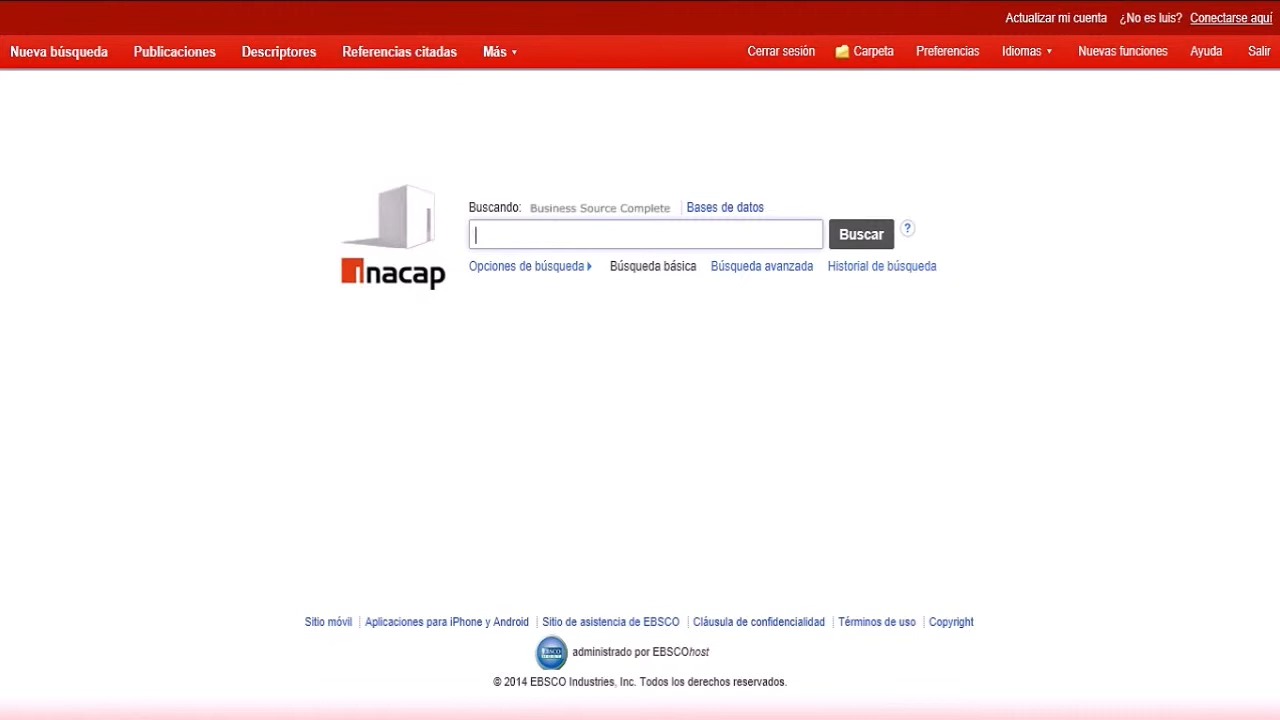 Actualizar mi cuenta ¿No es luis? Conectarse aquí
Nueva búsqueda Publicaciones Descriptores Referencias citadas Más Cerrar sesión Carpeta Preferencias Idiomas Nuevas funciones Ayuda Salir
Buscando: Business Source Complete Bases de datos
Buscar ?
Opciones de búsqueda Búsqueda básica Búsqueda avanzada Historial de búsqueda
inacap
Sitio móvil Aplicaciones para iPhone y Android Sitio de asistencia de EBSCO Cláusula de confidencialidad Términos de uso Copyright
EBSCO administrado por EBSCOhost
© 2014 EBSCO Industries, Inc. Todos los derechos reservados.